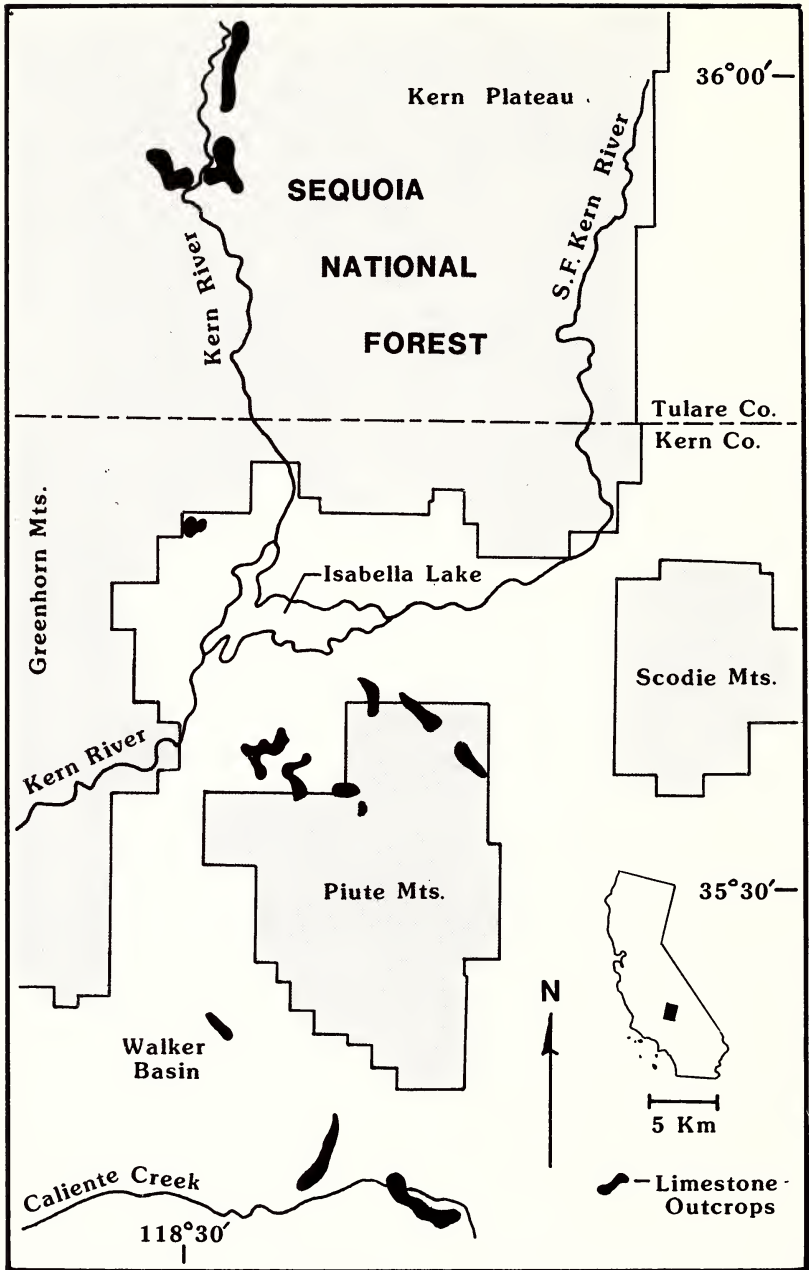 36°00′
Kern Plateau
S.F. Kern River
SEQUOIA
NATIONAL
FOREST
Kern River
Tulare Co.
Kern Co.
Greenhorn Mts.
Isabella Lake
Scodie Mts.
Kern River
Piute Mts.
35°30′
N
Walker
Basin
5 Km
Caliente Creek
Limestone
Outcrops
118°30′